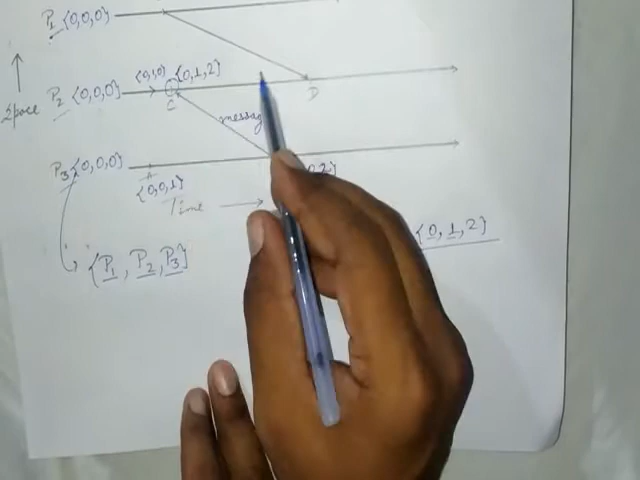 P1 {0,0,0}
(0,1,0) {0,1,2}
Space P2 {0,0,0}
C D
message
P3 {0,0,0}
{0,0,1}
Time
{0,1,2}
{P1, P2, P3}